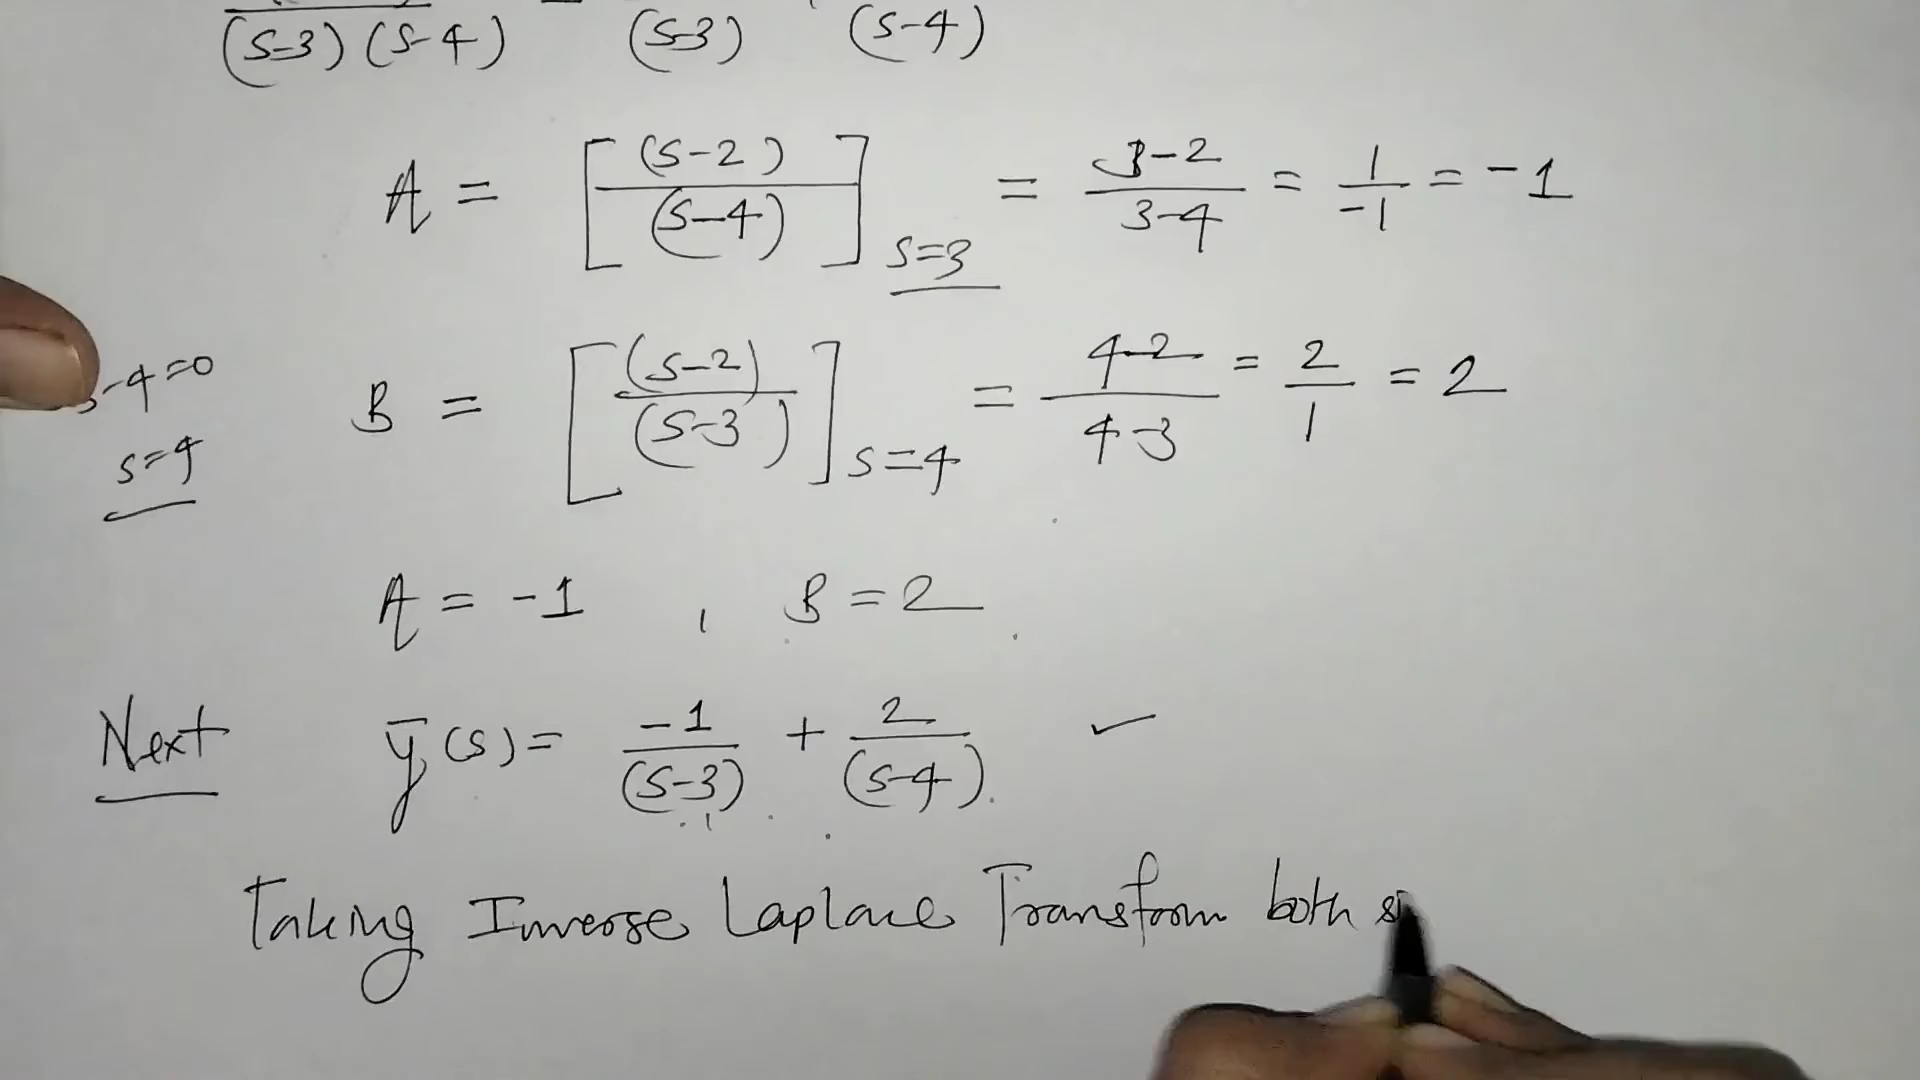 (S-3)(S-4) = (S-3) (S-4)
A = [(S-2)/(S-4)] S=3 = 3-2/3-4 = 1/-1 = -1
-4=0
S=4
B = [(S-2)/(S-3)] S=4 = 4-2/4-3 = 2/1 = 2
A = -1 , B = 2
Next ȳ(S) = -1/(S-3) + 2/(S-4) ✓
Taking Inverse Laplace Transform both